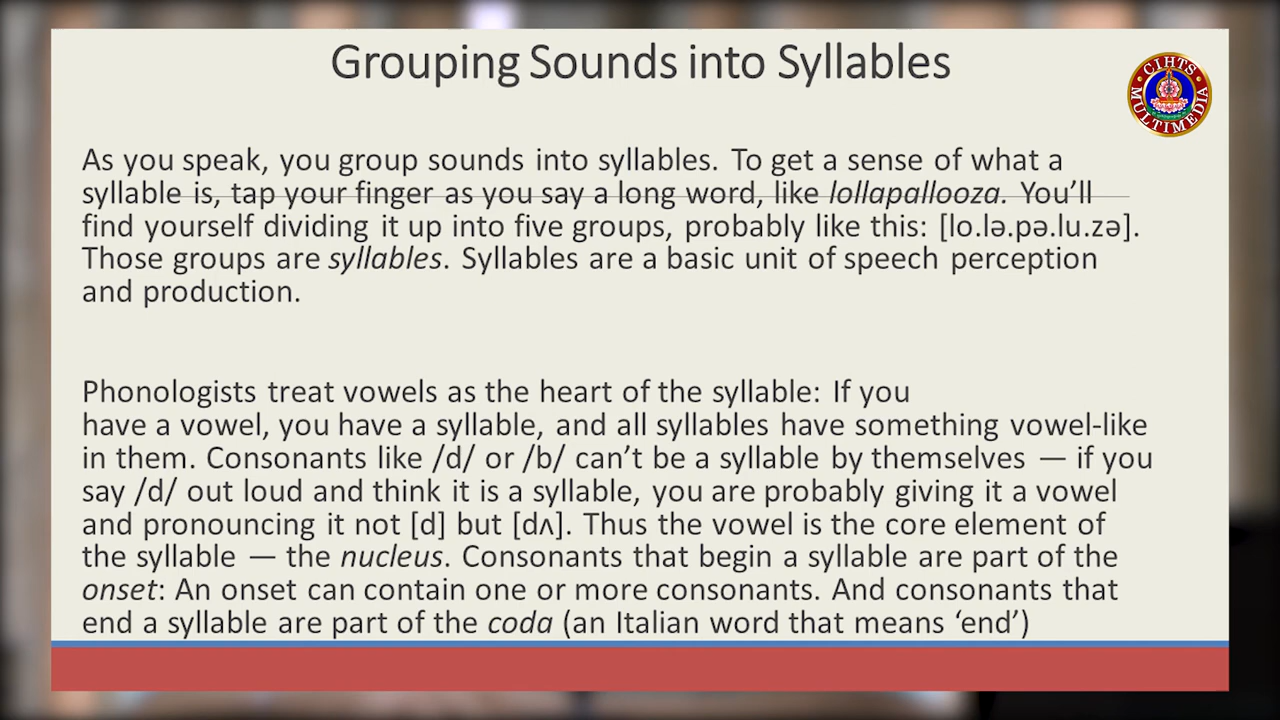 Grouping Sounds into Syllables
CIHTS
MULTIMEDIA
As you speak, you group sounds into syllables. To get a sense of what a
syllable is, tap your finger as you say a long word, like lollapallooza. You’ll
find yourself dividing it up into five groups, probably like this: [lo.lə.pə.lu.zə].
Those groups are syllables. Syllables are a basic unit of speech perception
and production.
Phonologists treat vowels as the heart of the syllable: If you
have a vowel, you have a syllable, and all syllables have something vowel-like
in them. Consonants like /d/ or /b/ can’t be a syllable by themselves — if you
say /d/ out loud and think it is a syllable, you are probably giving it a vowel
and pronouncing it not [d] but [dʌ]. Thus the vowel is the core element of
the syllable — the nucleus. Consonants that begin a syllable are part of the
onset: An onset can contain one or more consonants. And consonants that
end a syllable are part of the coda (an Italian word that means ‘end’)